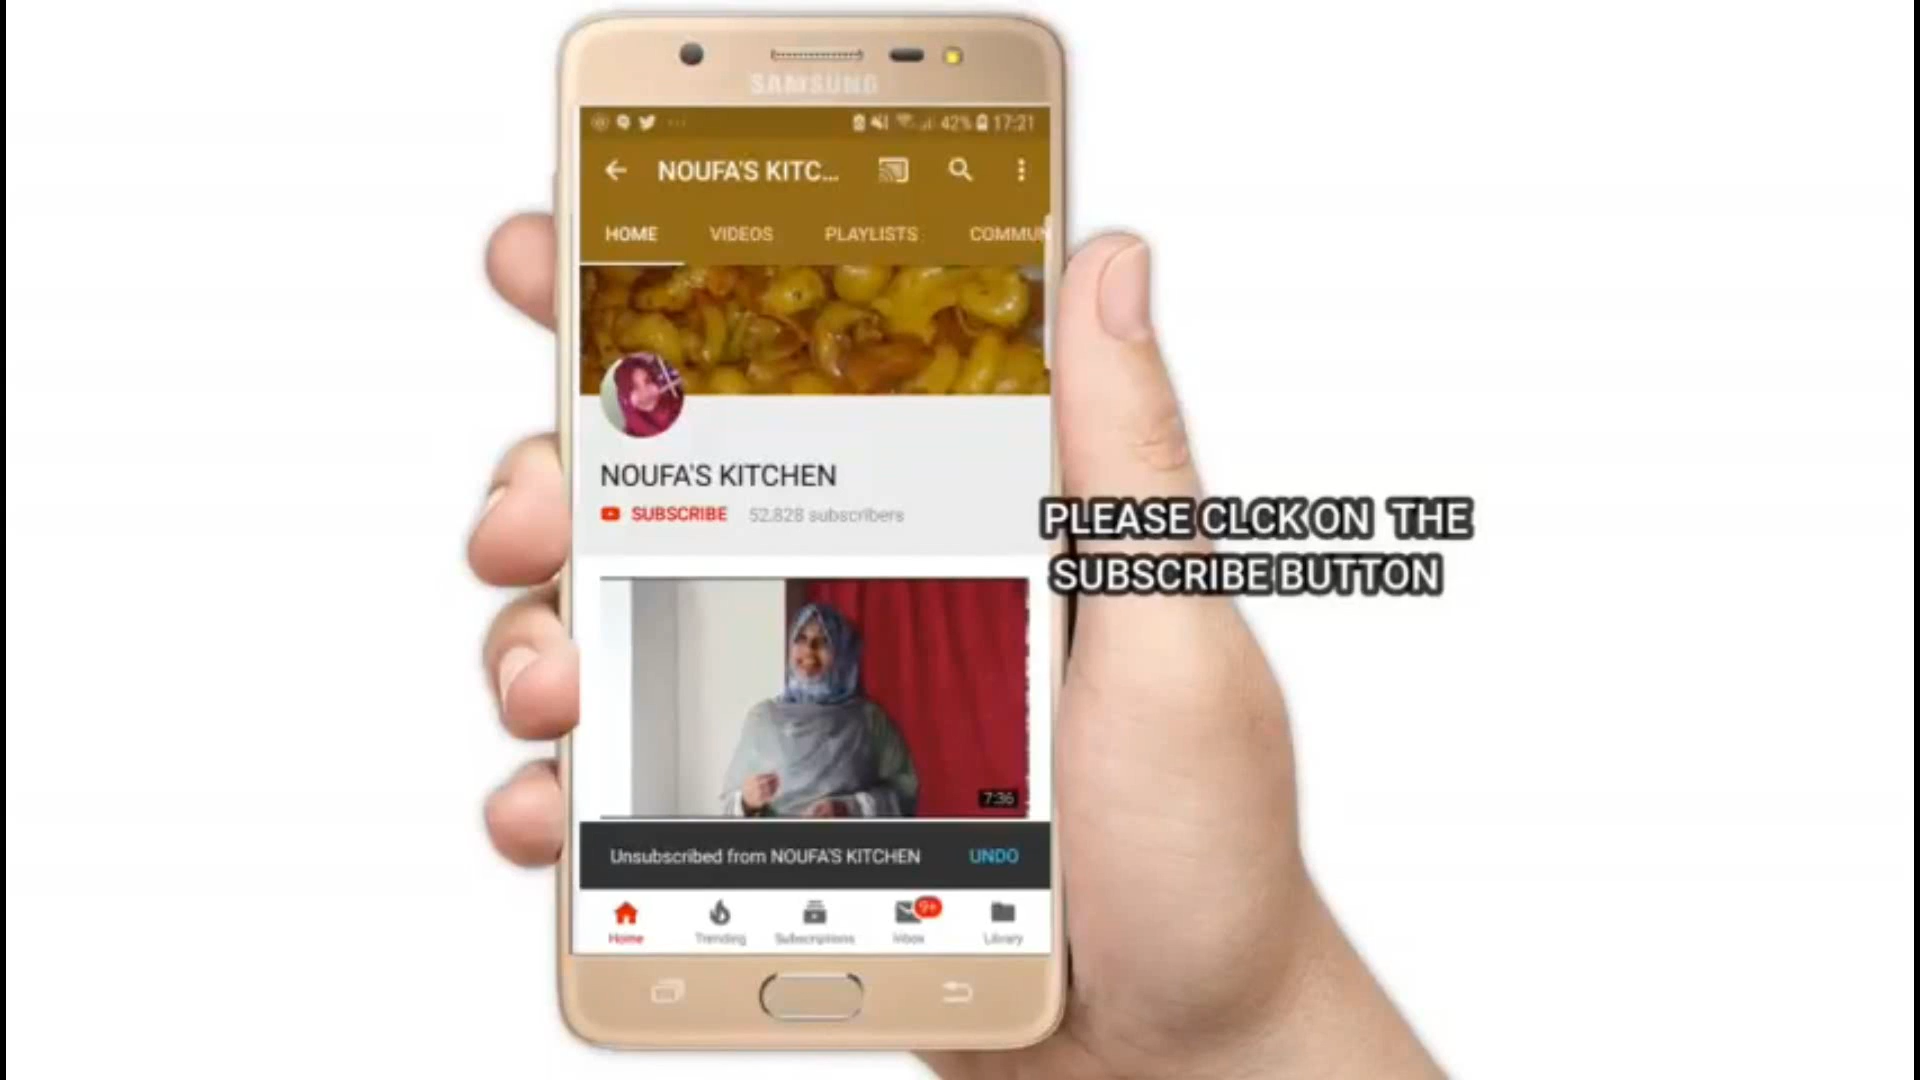 SAMSUNG
42% 17:21
NOUFA'S KITC...
HOME VIDEOS PLAYLISTS COMMUN
NOUFA'S KITCHEN
SUBSCRIBE 52,828 subscribers
PLEASE CLCK ON THE
SUBSCRIBE BUTTON
7:36
Unsubscribed from NOUFA'S KITCHEN UNDO
9+
Home Trending Subscriptions Inbox Library